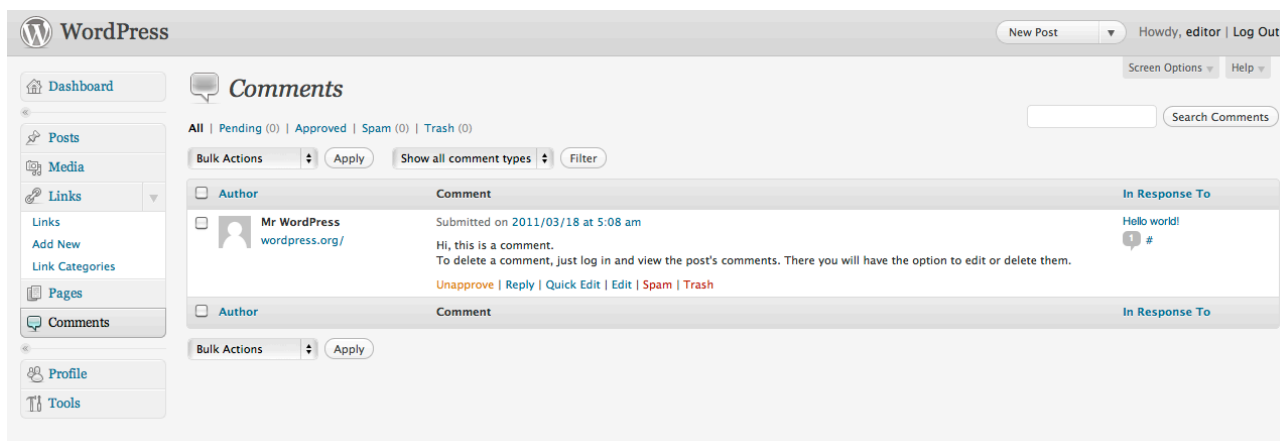 WordPress
New Post
Howdy, editor | Log Out
Screen Options
Help
Dashboard
Posts
Media
Links
Links
Add New
Link Categories
Pages
Comments
Profile
Tools
Comments
Search Comments
All | Pending (0) | Approved | Spam (0) | Trash (0)
Bulk Actions Apply Show all comment types Filter
Author Comment In Response To
Mr WordPress
wordpress.org/
Submitted on 2011/03/18 at 5:08 am
Hi, this is a comment.
To delete a comment, just log in and view the post's comments. There you will have the option to edit or delete them.
Unapprove | Reply | Quick Edit | Edit | Spam | Trash
Hello world!
1 #
Author Comment In Response To
Bulk Actions Apply